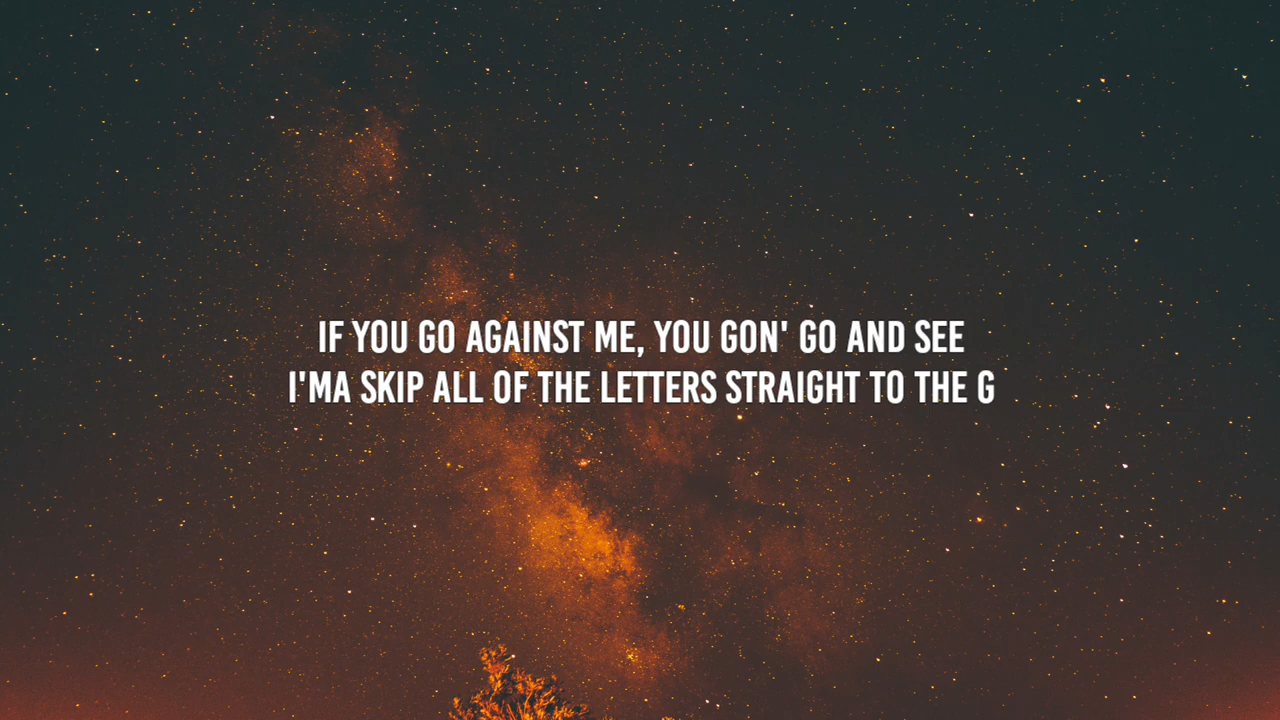 IF YOU GO AGAINST ME, YOU GON' GO AND SEE
I'MA SKIP ALL OF THE LETTERS STRAIGHT TO THE G